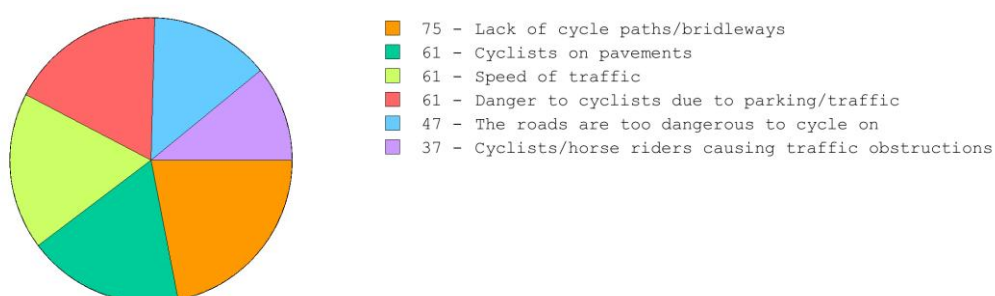 75 - Lack of cycle paths/bridleways
61 - Cyclists on pavements
61 - Speed of traffic
61 - Danger to cyclists due to parking/traffic
47 - The roads are too dangerous to cycle on
37 - Cyclists/horse riders causing traffic obstructions